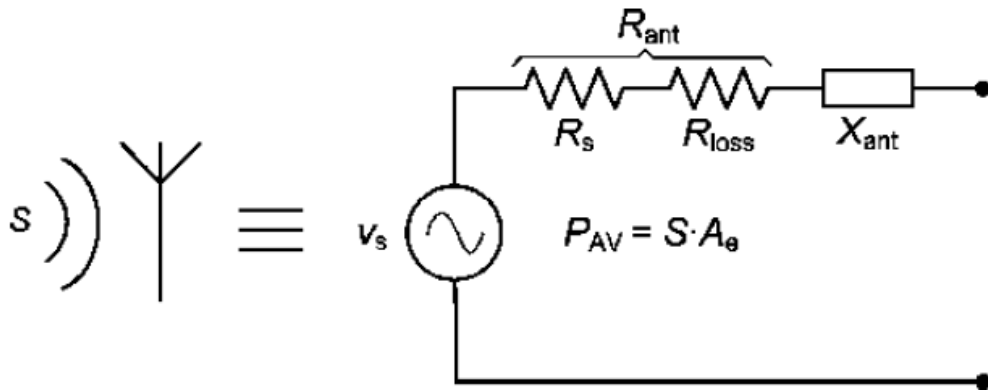 R_ant
R_s
R_loss
X_ant
S
v_s
P_AV = S·A_e